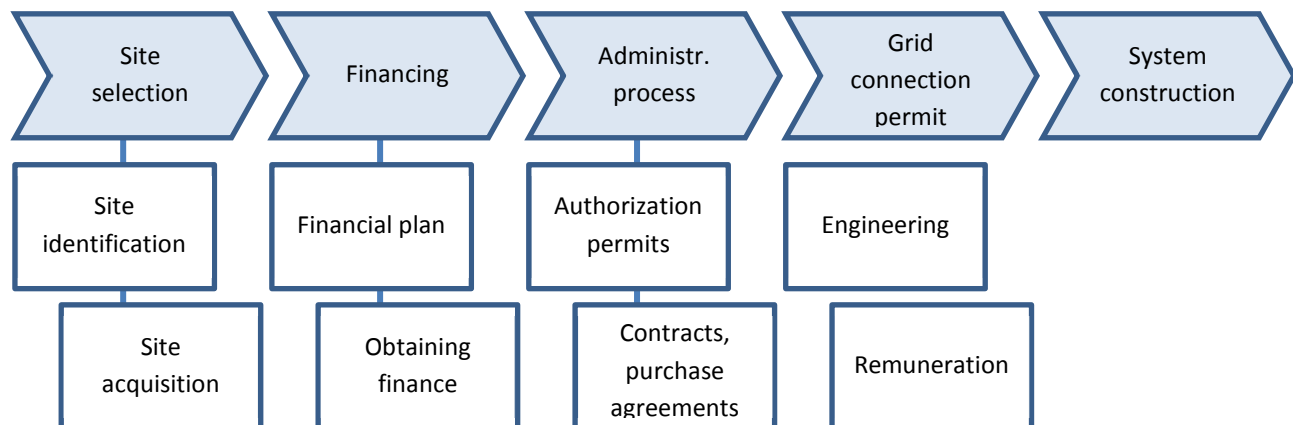 Site
selection
Financing
Administr.
process
Grid
connection
permit
System
construction
Site
identification
Financial plan
Authorization
permits
Engineering
Site
acquisition
Obtaining
finance
Contracts,
purchase
agreements
Remuneration